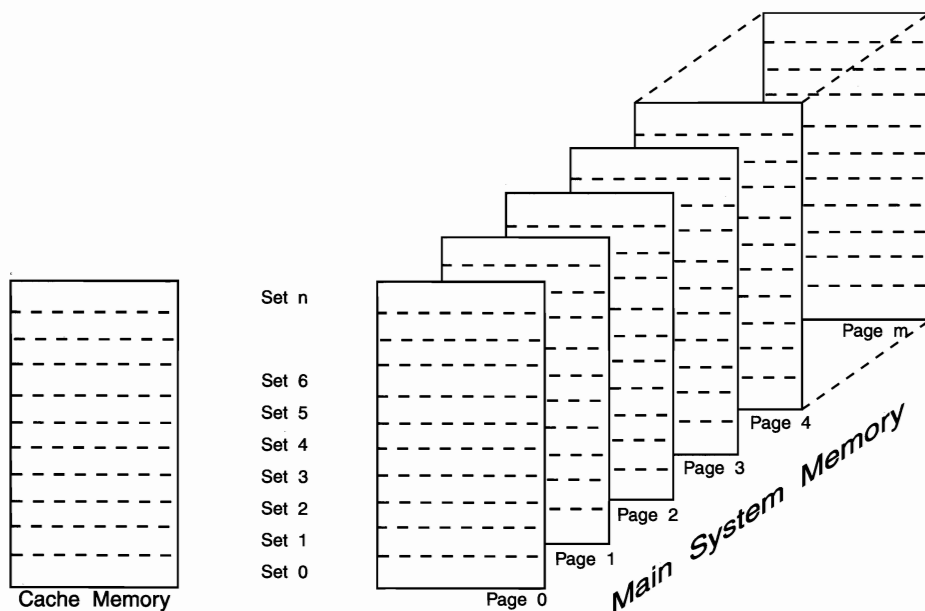 Set n
Set 6
Set 5
Set 4
Set 3
Set 2
Set 1
Set 0
Cache Memory
Page 0
Page 1
Page 2
Page 3
Page 4
Page m
Main System Memory